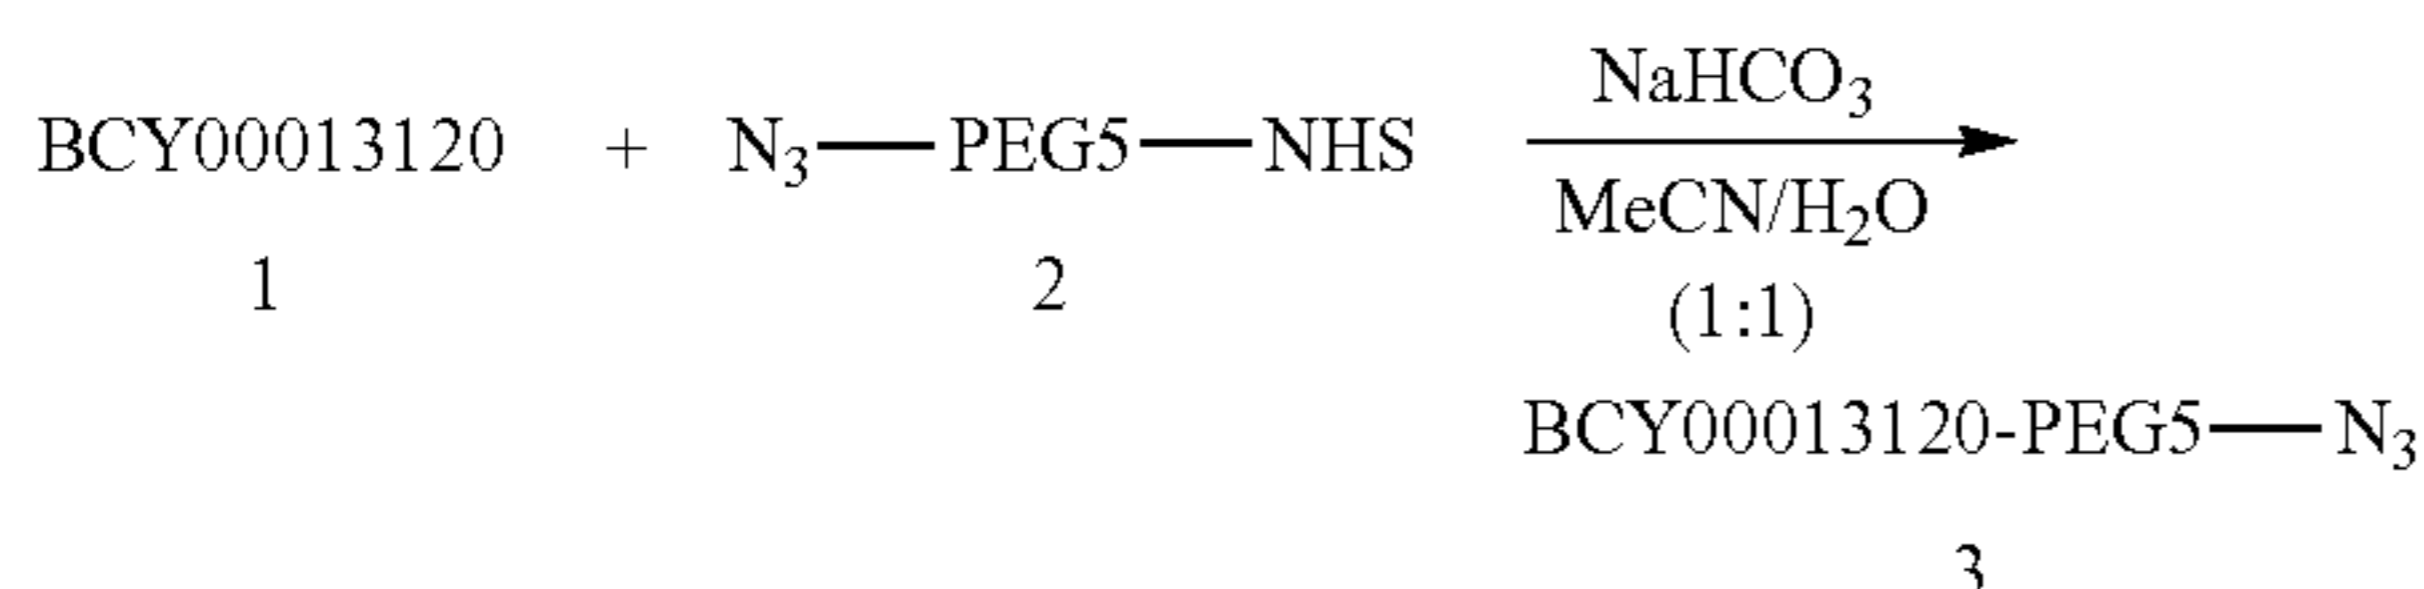 NaHCO₃
BCY00013120 + N₃—PEG5—NHS
MeCN/H₂O
1 2
(1:1)
BCY00013120-PEG5—N₃
3